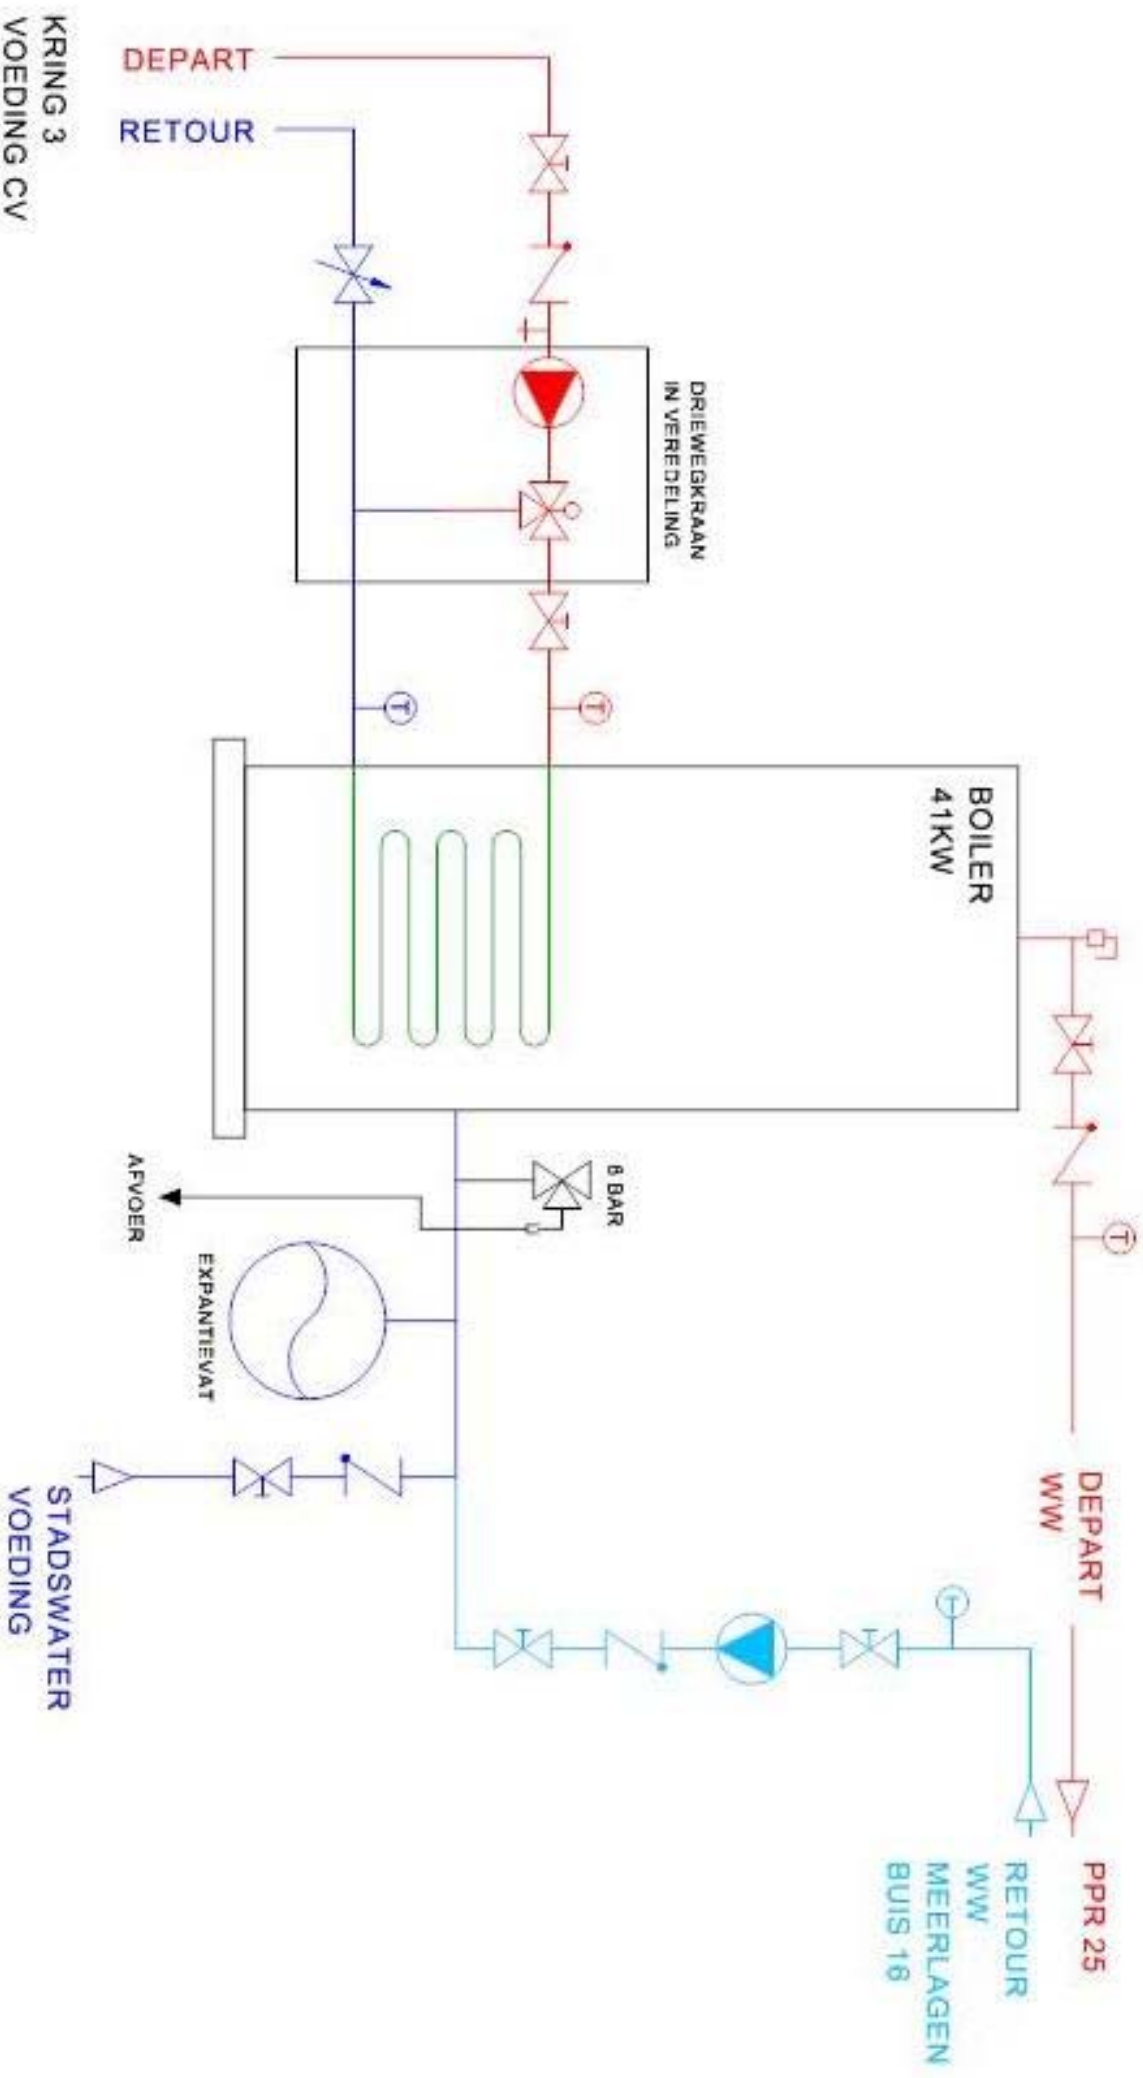 KRING 3
VOEDING CV
DEPART
RETOUR
DRIEWEGKRAAN
IN VEREDELING
BOILER
41KW
T
T
T
6 BAR
AFVOER
EXPANTIEVAT
STADSWATER
VOEDING
DEPART
WW
T
PPR 25
RETOUR
WW
MEERLAGEN
BUIS 16